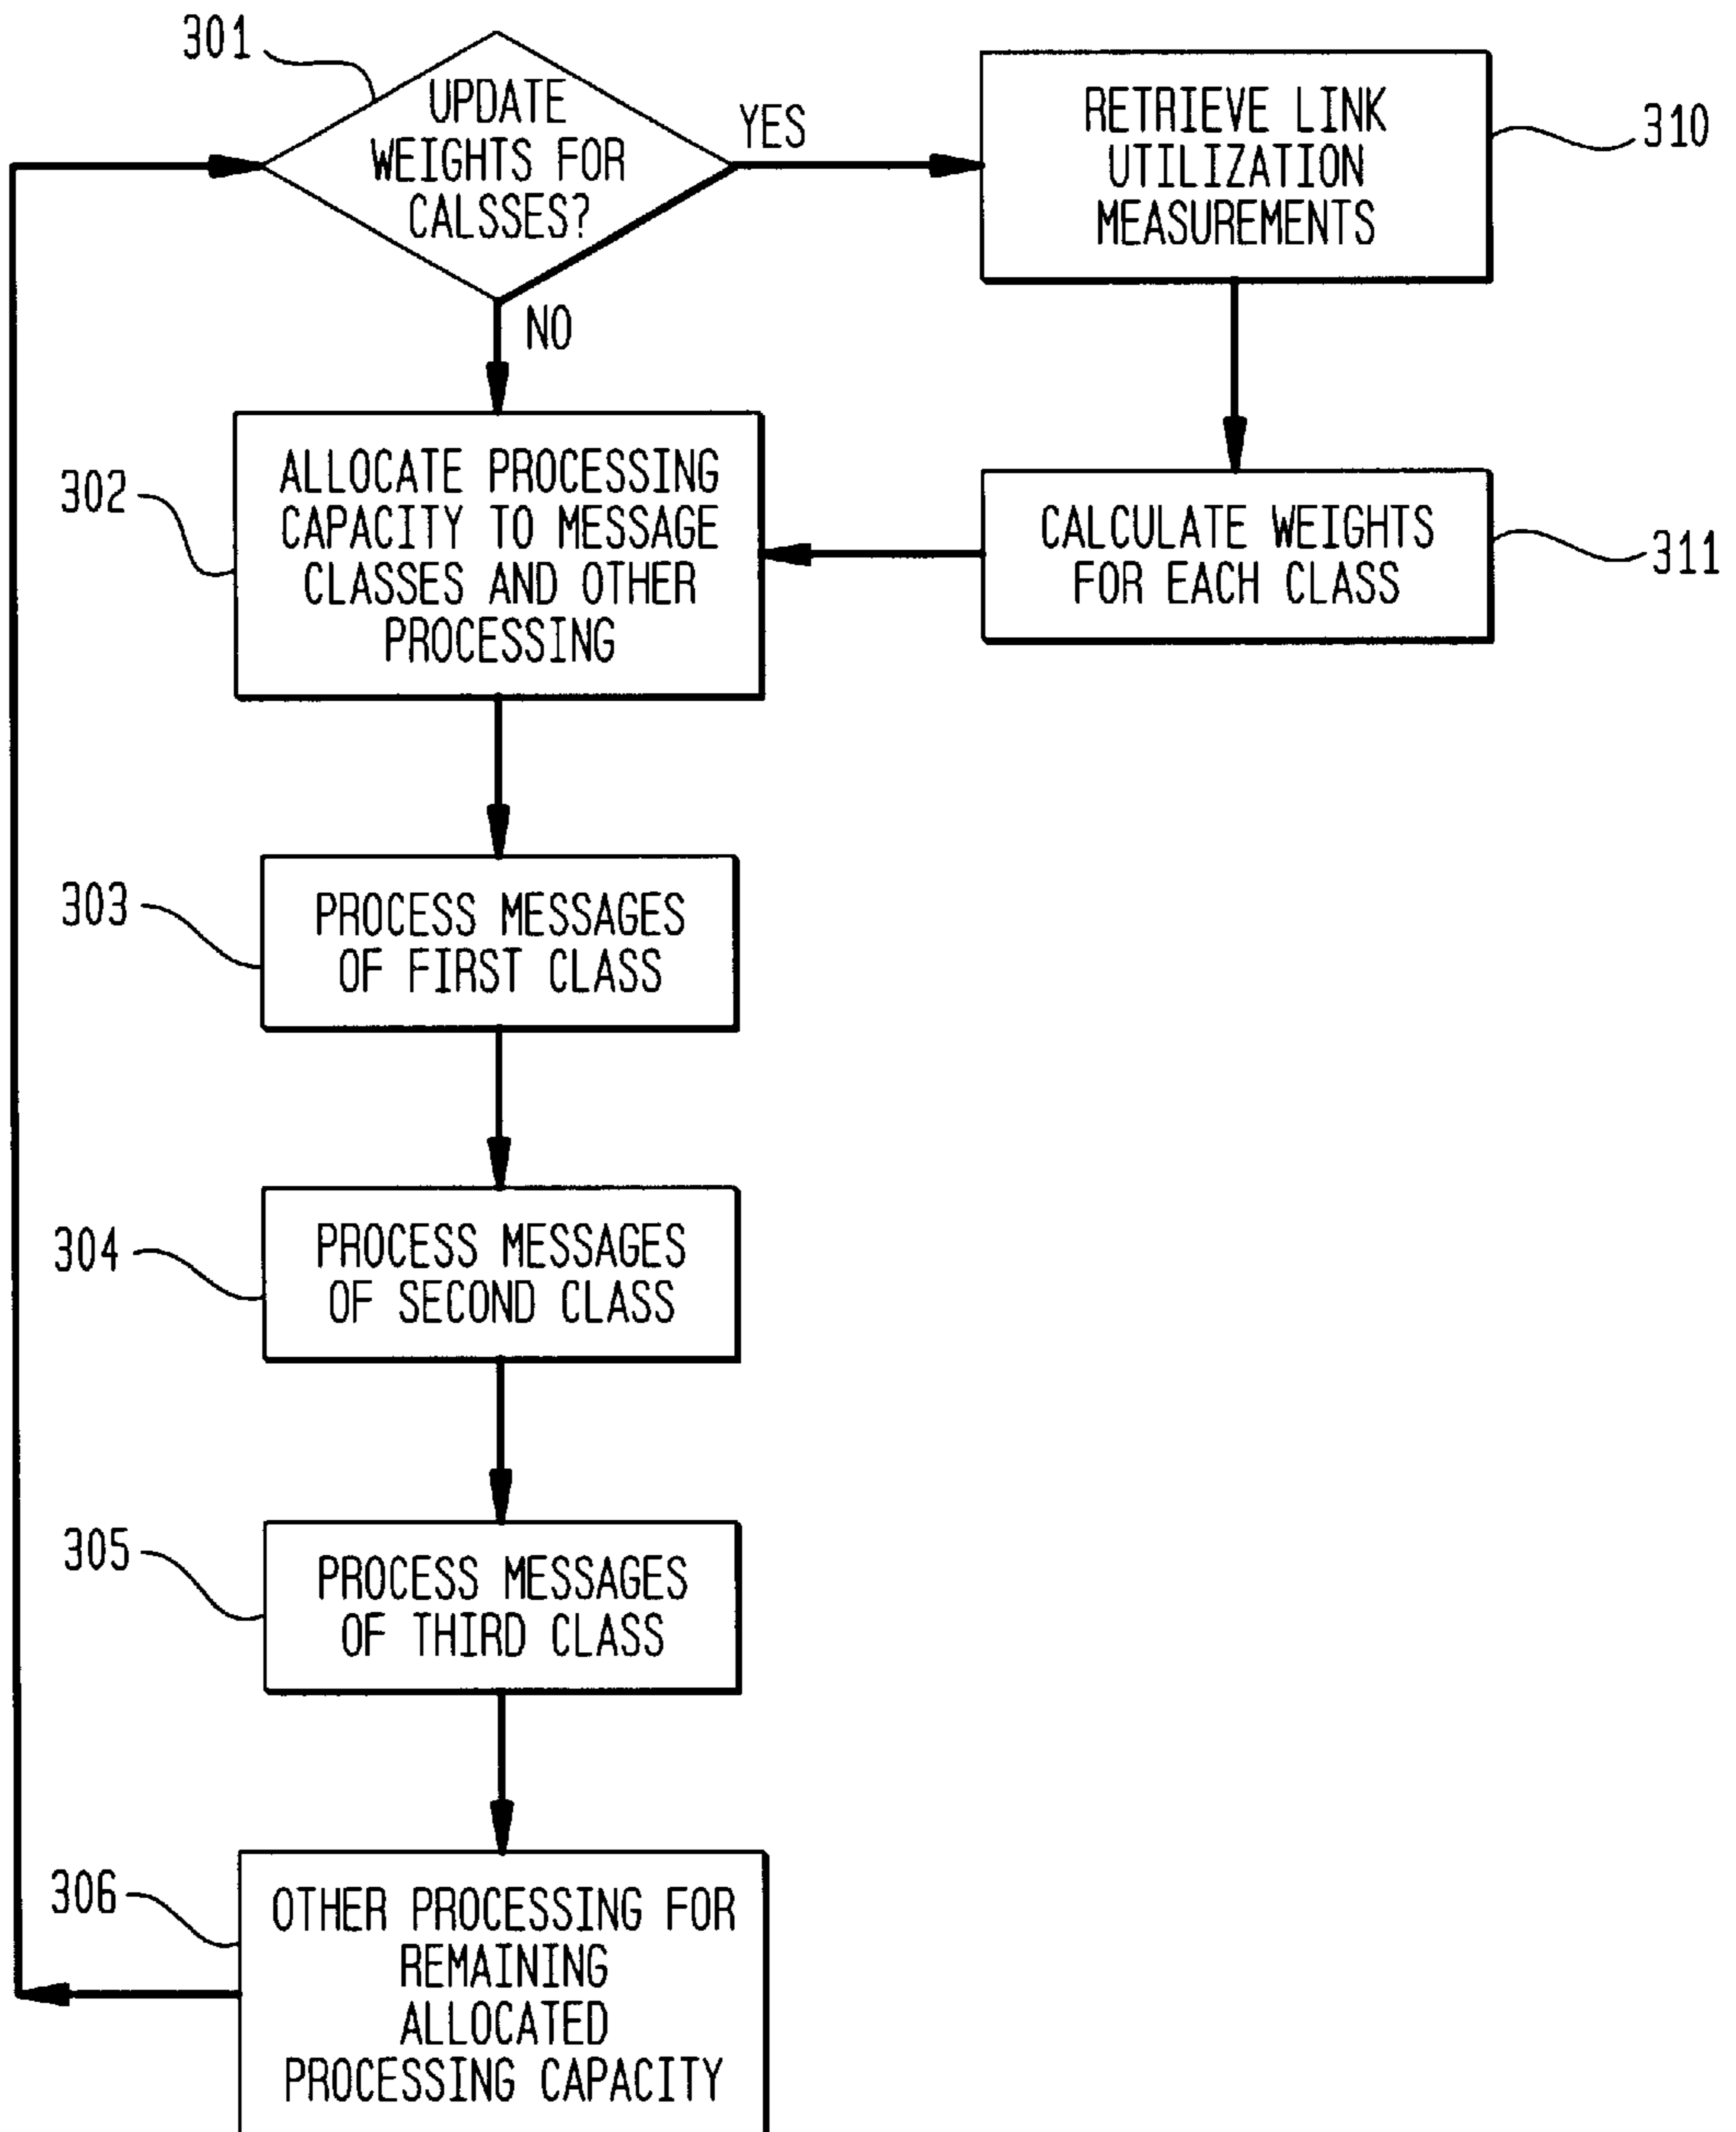 301
UPDATE
WEIGHTS FOR
CALSSES?
YES
NO
RETRIEVE LINK
UTILIZATION
MEASUREMENTS
310
302
ALLOCATE PROCESSING
CAPACITY TO MESSAGE
CLASSES AND OTHER
PROCESSING
CALCULATE WEIGHTS
FOR EACH CLASS
311
303
PROCESS MESSAGES
OF FIRST CLASS
304
PROCESS MESSAGES
OF SECOND CLASS
305
PROCESS MESSAGES
OF THIRD CLASS
306
OTHER PROCESSING FOR
REMAINING
ALLOCATED
PROCESSING CAPACITY